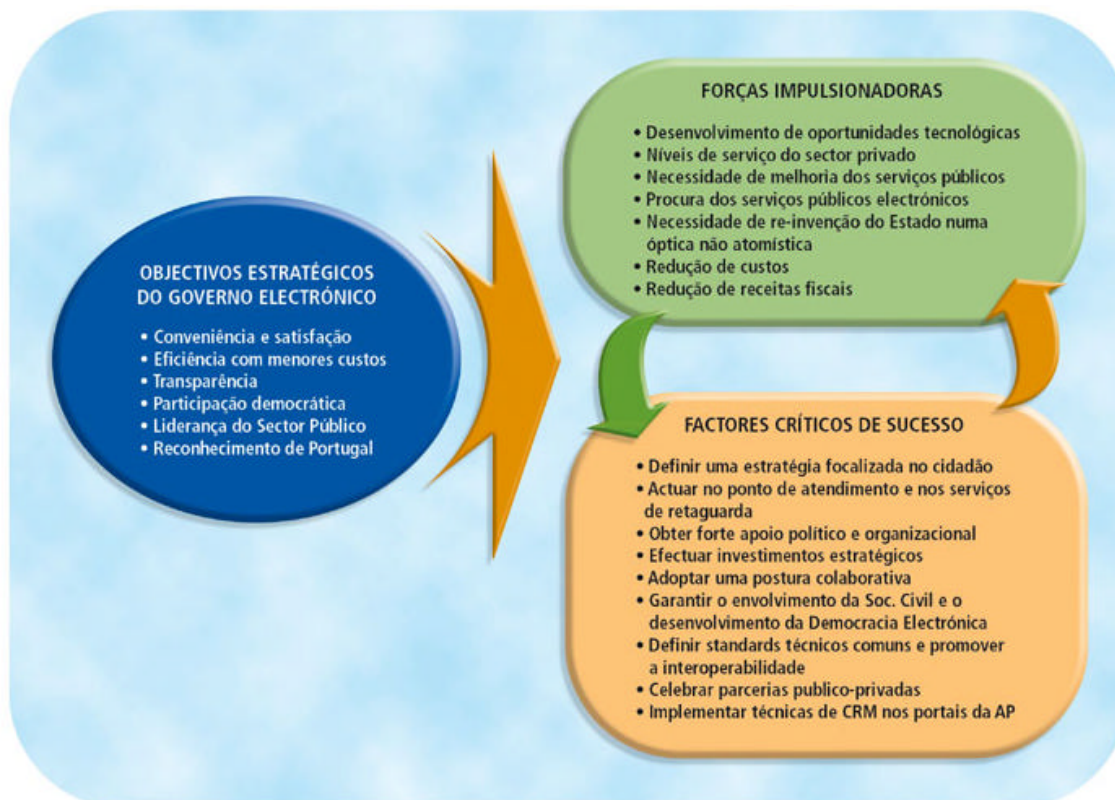 OBJECTIVOS ESTRATÉGICOS
DO GOVERNO ELECTRÓNICO
• Conveniência e satisfação
• Eficiência com menores custos
• Transparência
• Participação democrática
• Liderança do Sector Público
• Reconhecimento de Portugal
FORÇAS IMPULSIONADORAS
• Desenvolvimento de oportunidades tecnológicas
• Níveis de serviço do sector privado
• Necessidade de melhoria dos serviços públicos
• Procura dos serviços públicos electrónicos
• Necessidade de re-invenção do Estado numa
óptica não atomística
• Redução de custos
• Redução de receitas fiscais
FACTORES CRÍTICOS DE SUCESSO
• Definir uma estratégia focalizada no cidadão
• Actuar no ponto de atendimento e nos serviços
de retaguarda
• Obter forte apoio político e organizacional
• Efectuar investimentos estratégicos
• Adoptar uma postura colaborativa
• Garantir o envolvimento da Soc. Civil e o
desenvolvimento da Democracia Electrónica
• Definir standards técnicos comuns e promover
a interoperabilidade
• Celebrar parcerias publico-privadas
• Implementar técnicas de CRM nos portais da AP